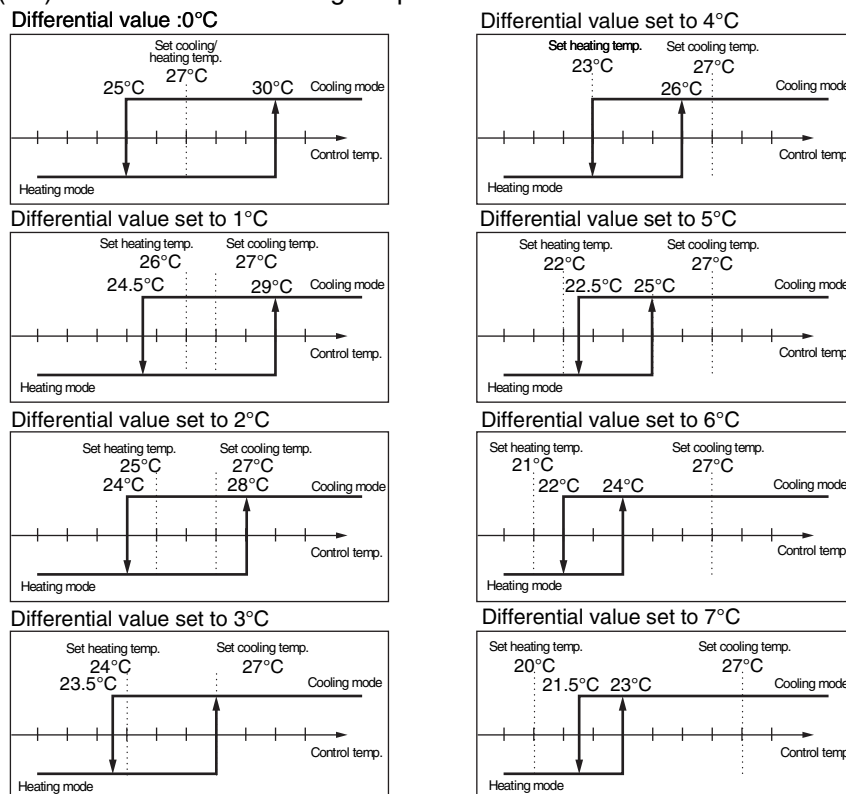 Differential value :0°C
Set cooling/
heating temp.
27°C
25°C 30°C Cooling mode
Control temp.
Heating mode
Differential value set to 1°C
Set heating temp. Set cooling temp.
26°C 27°C
24.5°C 29°C Cooling mode
Control temp.
Heating mode
Differential value set to 2°C
Set heating temp. Set cooling temp.
25°C 27°C
24°C 28°C Cooling mode
Control temp.
Heating mode
Differential value set to 3°C
Set heating temp. Set cooling temp.
24°C 27°C
23.5°C Cooling mode
Control temp.
Heating mode
Differential value set to 4°C
Set heating temp. Set cooling temp.
23°C 27°C
26°C Cooling mode
Control temp
Heating mode
Differential value set to 5°C
Set heating temp. Set cooling temp.
22°C 27°C
22.5°C 25°C Cooling mode
Control temp
Heating mode
Differential value set to 6°C
Set heating temp. Set cooling temp.
21°C 27°C
22°C 24°C Cooling mode
Control temp
Heating mode
Differential value set to 7°C
Set heating temp. Set cooling temp.
20°C 27°C
21.5°C 23°C Cooling mode
Control temp
Heating mode